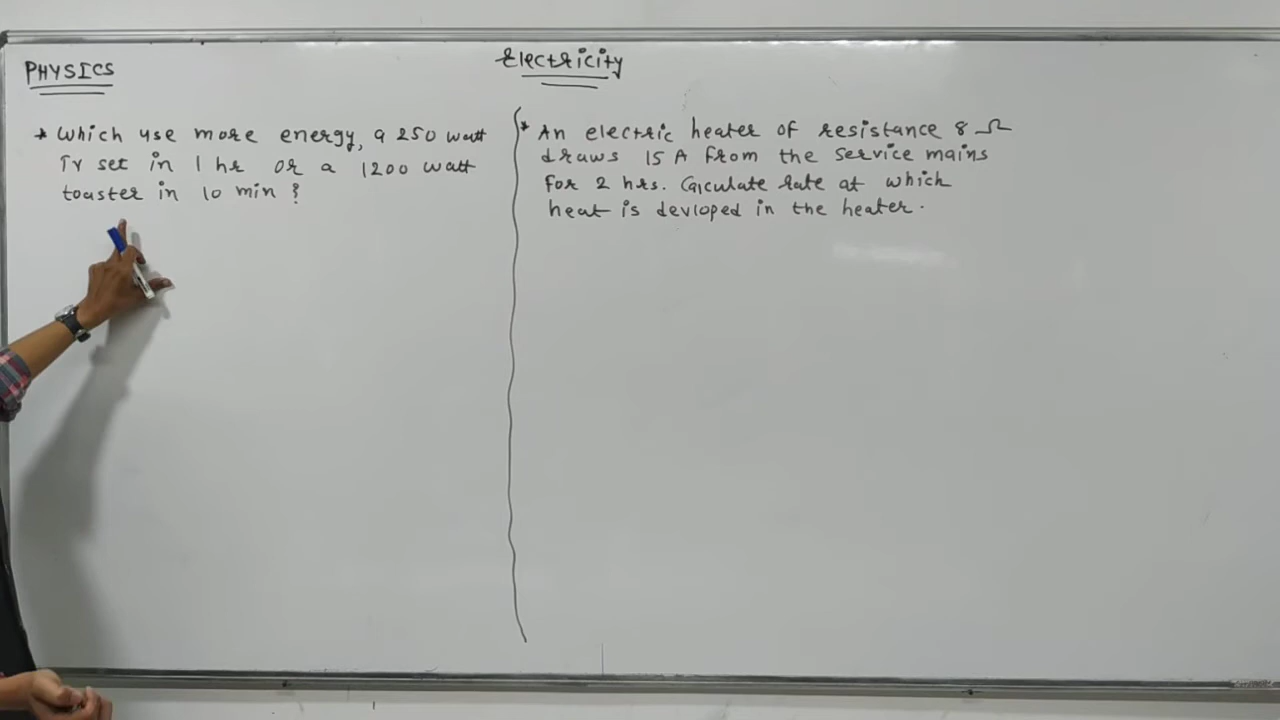 PHYSICS
Electricity
* Which use more energy, a 250 watt
TV set in 1 hr or a 1200 watt
toaster in 10 min ?
* An electric heater of resistance 8 Ω
draws 15 A from the service mains
for 2 hrs. Calculate rate at which
heat is devloped in the heater.